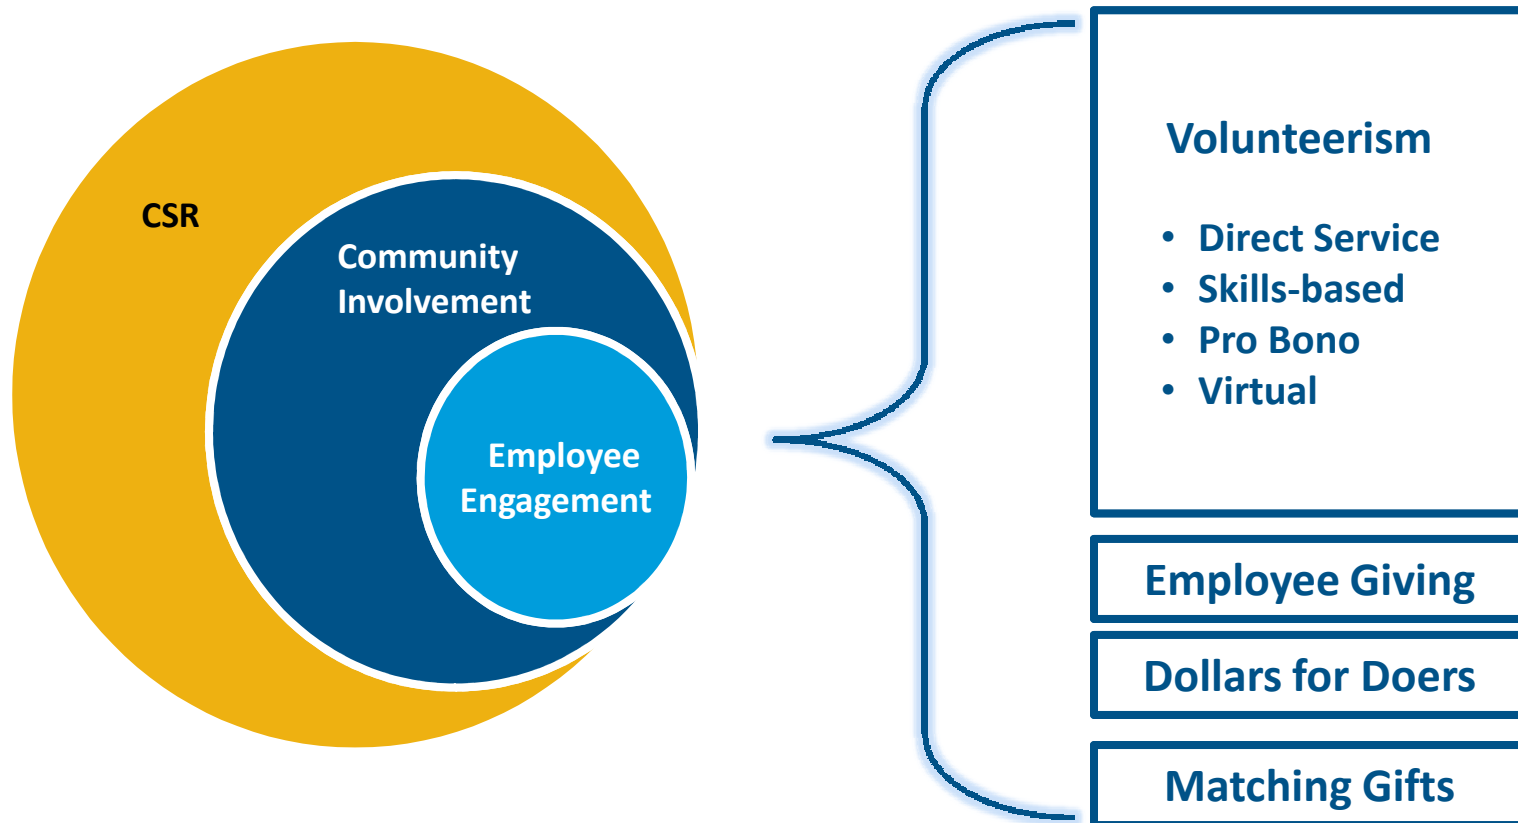 CSR
Community
Involvement
Employee
Engagement
Volunteerism
• Direct Service
• Skills-based
• Pro Bono
• Virtual
Employee Giving
Dollars for Doers
Matching Gifts